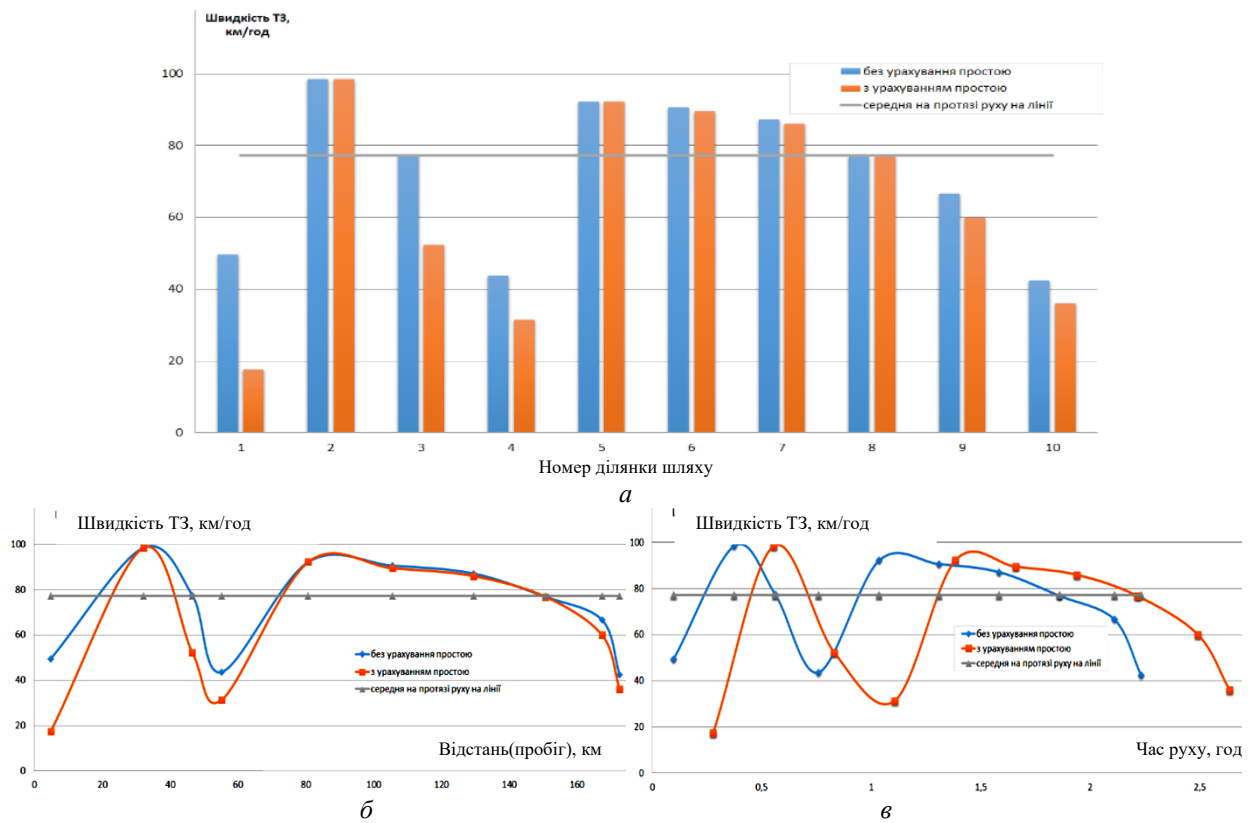 Швидкість ТЗ,
км/год
100
80
60
40
20
0
без урахування простою
з урахуванням простою
середня на протязі руху на лінії
1 2 3 4 5 6 7 8 9 10
Номер ділянки шляху
а
Швидкість ТЗ, км/год
100
80
60
40
20
0
без урахування простою
з урахуванням простою
середня на протязі руху на лінії
Відстань(пробіг), км
0 20 40 60 80 100 120 140 160
б
Швидкість ТЗ, км/год
100
80
60
40
20
0
без урахування простою
з урахуванням простою
середня на протязі руху на лінії
Час руху, год
0 0,5 1 1,5 2 2,5
в